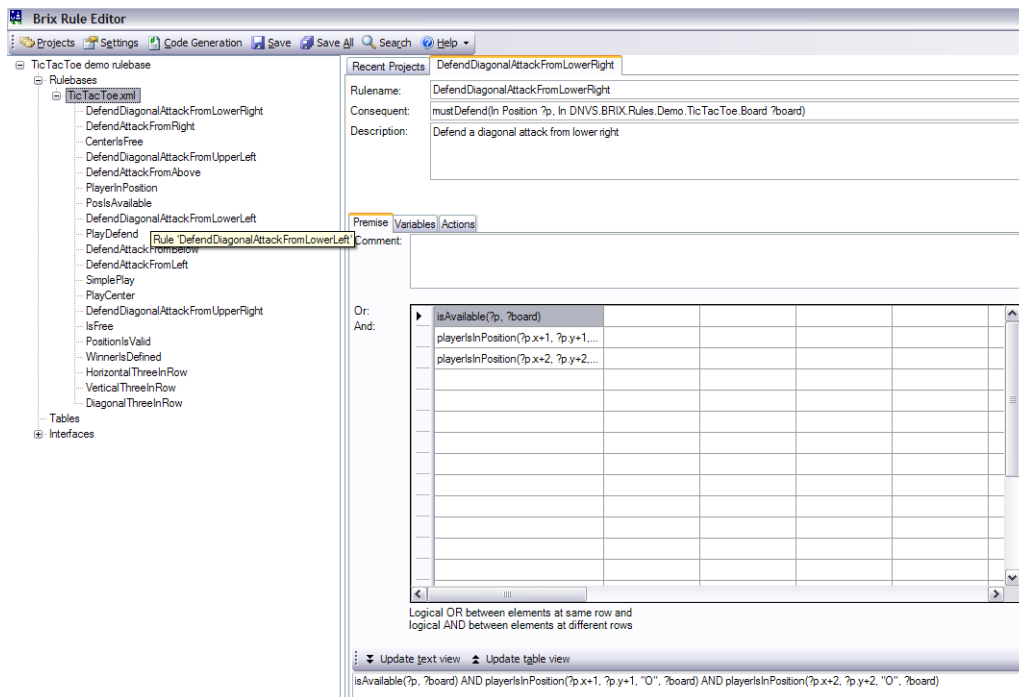 Brix Rule Editor
Projects Settings Code Generation Save Save All Search Help
TicTacToe demo rulebase
Rulebases
TicTacToe.xml
DefendDiagonalAttackFromLowerRight
DefendAttackFromRight
CenterIsFree
DefendDiagonalAttackFromUpperLeft
DefendAttackFromAbove
PlayerInPosition
PosIsAvailable
DefendDiagonalAttackFromLowerLeft
PlayDefend
Rule 'DefendDiagonalAttackFromLowerLeft'
DefendAttackFromBelow
DefendAttackFromLeft
SimplePlay
PlayCenter
DefendDiagonalAttackFromUpperRight
IsFree
PositionIsValid
WinnerIsDefined
HorizontalThreeInRow
VerticalThreeInRow
DiagonalThreeInRow
Tables
Interfaces
Recent Projects DefendDiagonalAttackFromLowerRight
Rulename: DefendDiagonalAttackFromLowerRight
Consequent: mustDefend(In Position ?p, In DNVS.BRIX.Rules.Demo.TicTacToe.Board ?board)
Description: Defend a diagonal attack from lower right
Premise Variables Actions
Comment:
Or:
And:
isAvailable(?p, ?board)
playerIsInPosition(?p.x+1, ?p.y+1,...
playerIsInPosition(?p.x+2, ?p.y+2,...
Logical OR between elements at same row and
logical AND between elements at different rows
Update text view Update table view
isAvailable(?p, ?board) AND playerIsInPosition(?p.x+1, ?p.y+1, "O", ?board) AND playerIsInPosition(?p.x+2, ?p.y+2, "O", ?board)